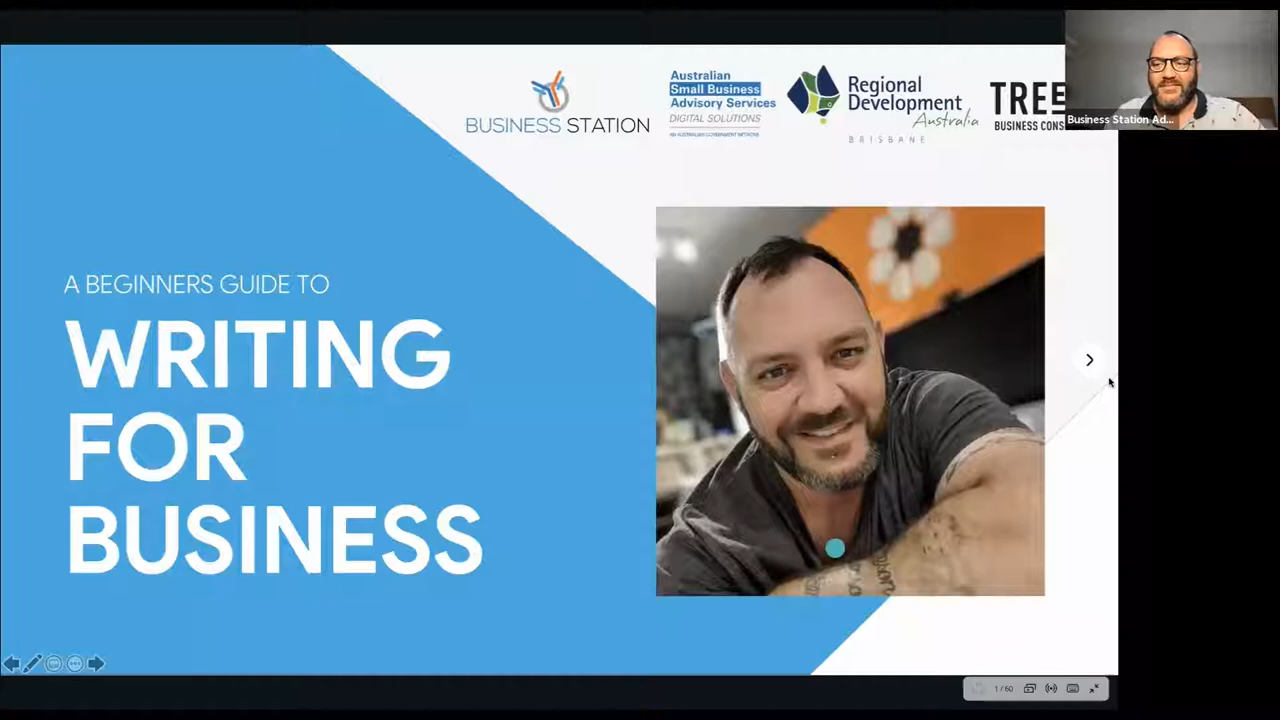 BUSINESS STATION
Australian
Small Business
Advisory Services
DIGITAL SOLUTIONS
Regional
Development
Australia
BRISBANE
TREE
BUSINESS CONS
Business Station Ad...
A BEGINNERS GUIDE TO
WRITING
FOR
BUSINESS
1/60